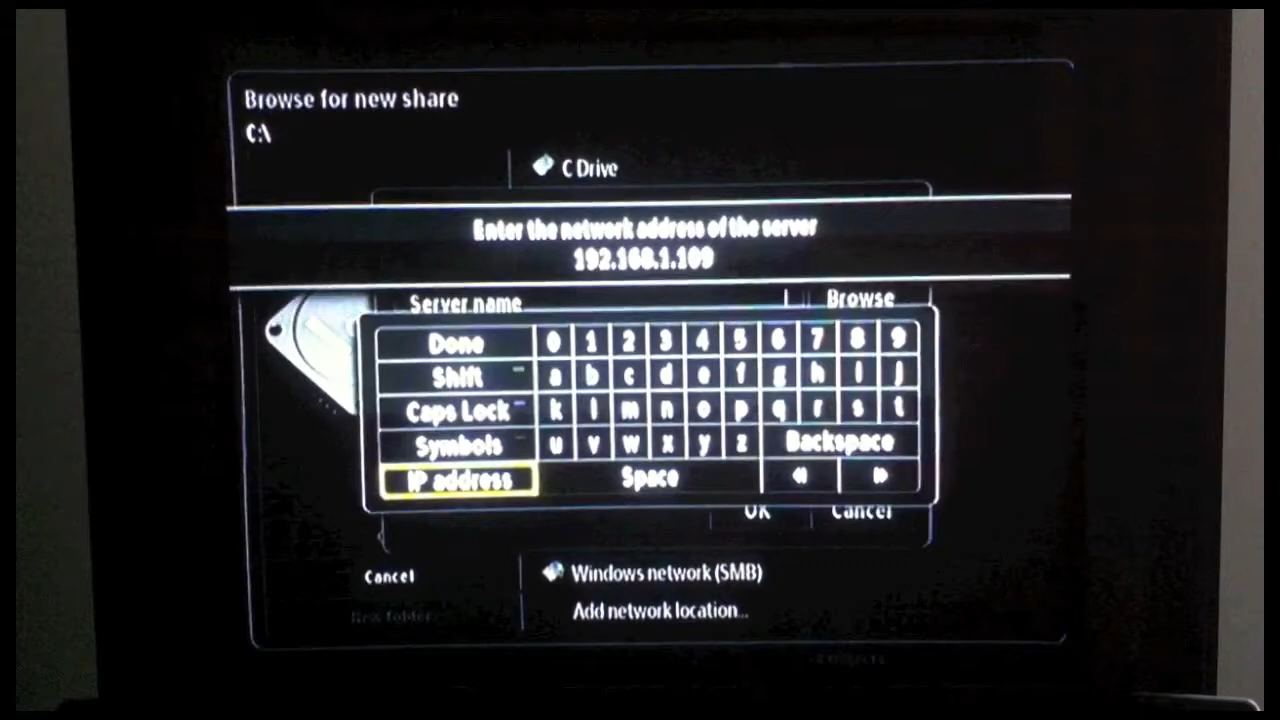 Browse for new share
C:\
C Drive
Enter the network address of the server
192.168.1.109
Server name
Browse
Done 0 1 2 3 4 5 6 7 8 9
Shift a b c d e f g h i j
Caps Lock k l m n o p q r s t
Symbols u v w x y z Backspace
IP address Space
OK Cancel
Cancel
Windows network (SMB)
New folder
Add network location...